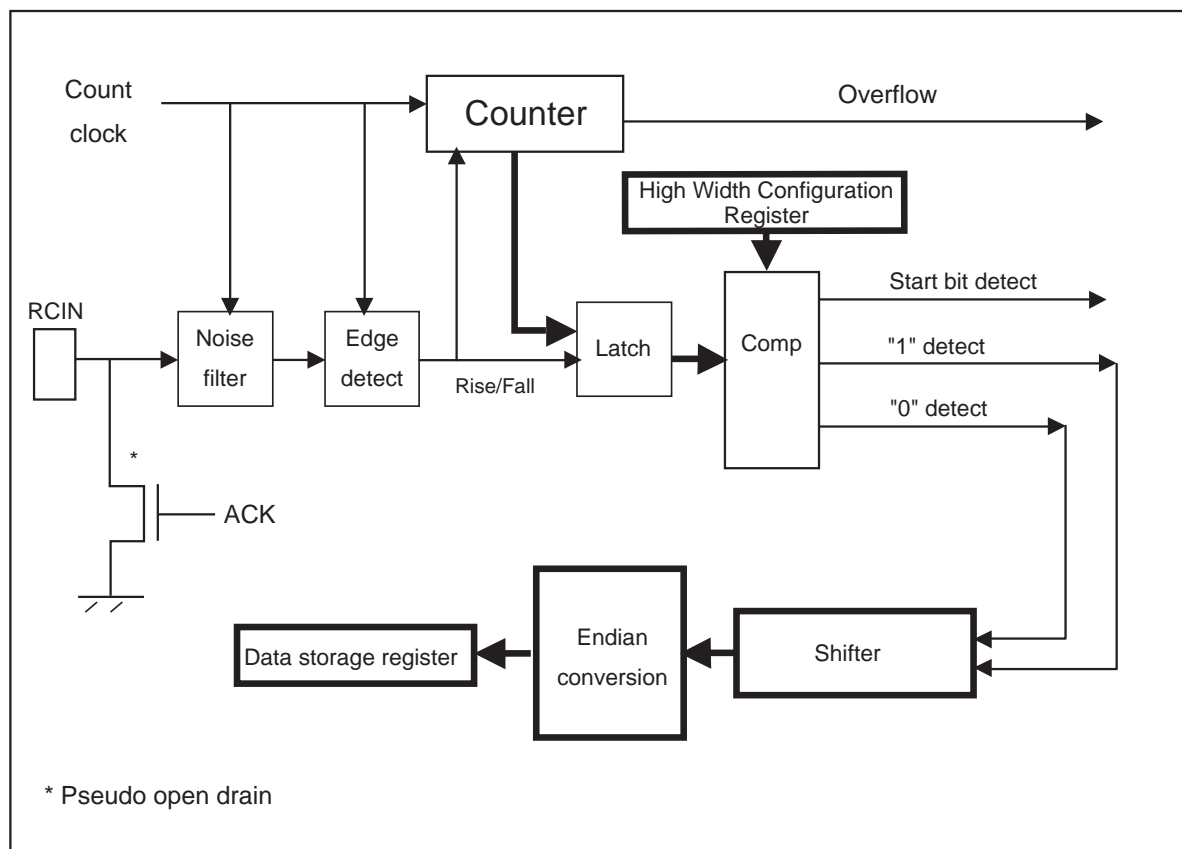 Count
clock
Counter
Overflow
High Width Configuration
Register
RCIN
Noise
filter
Edge
detect
Rise/Fall
Latch
Comp
Start bit detect
"1" detect
"0" detect
*
ACK
Data storage register
Endian
conversion
Shifter
* Pseudo open drain